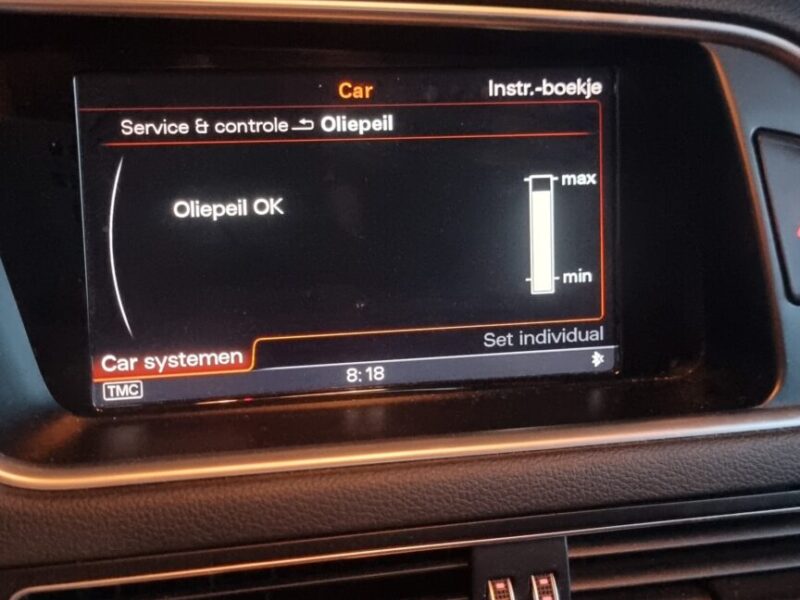 Car
Instr.-boekje
Service & controle Oliepeil
max
Oliepeil OK
min
Set individual
Car systemen
8:18
TMC